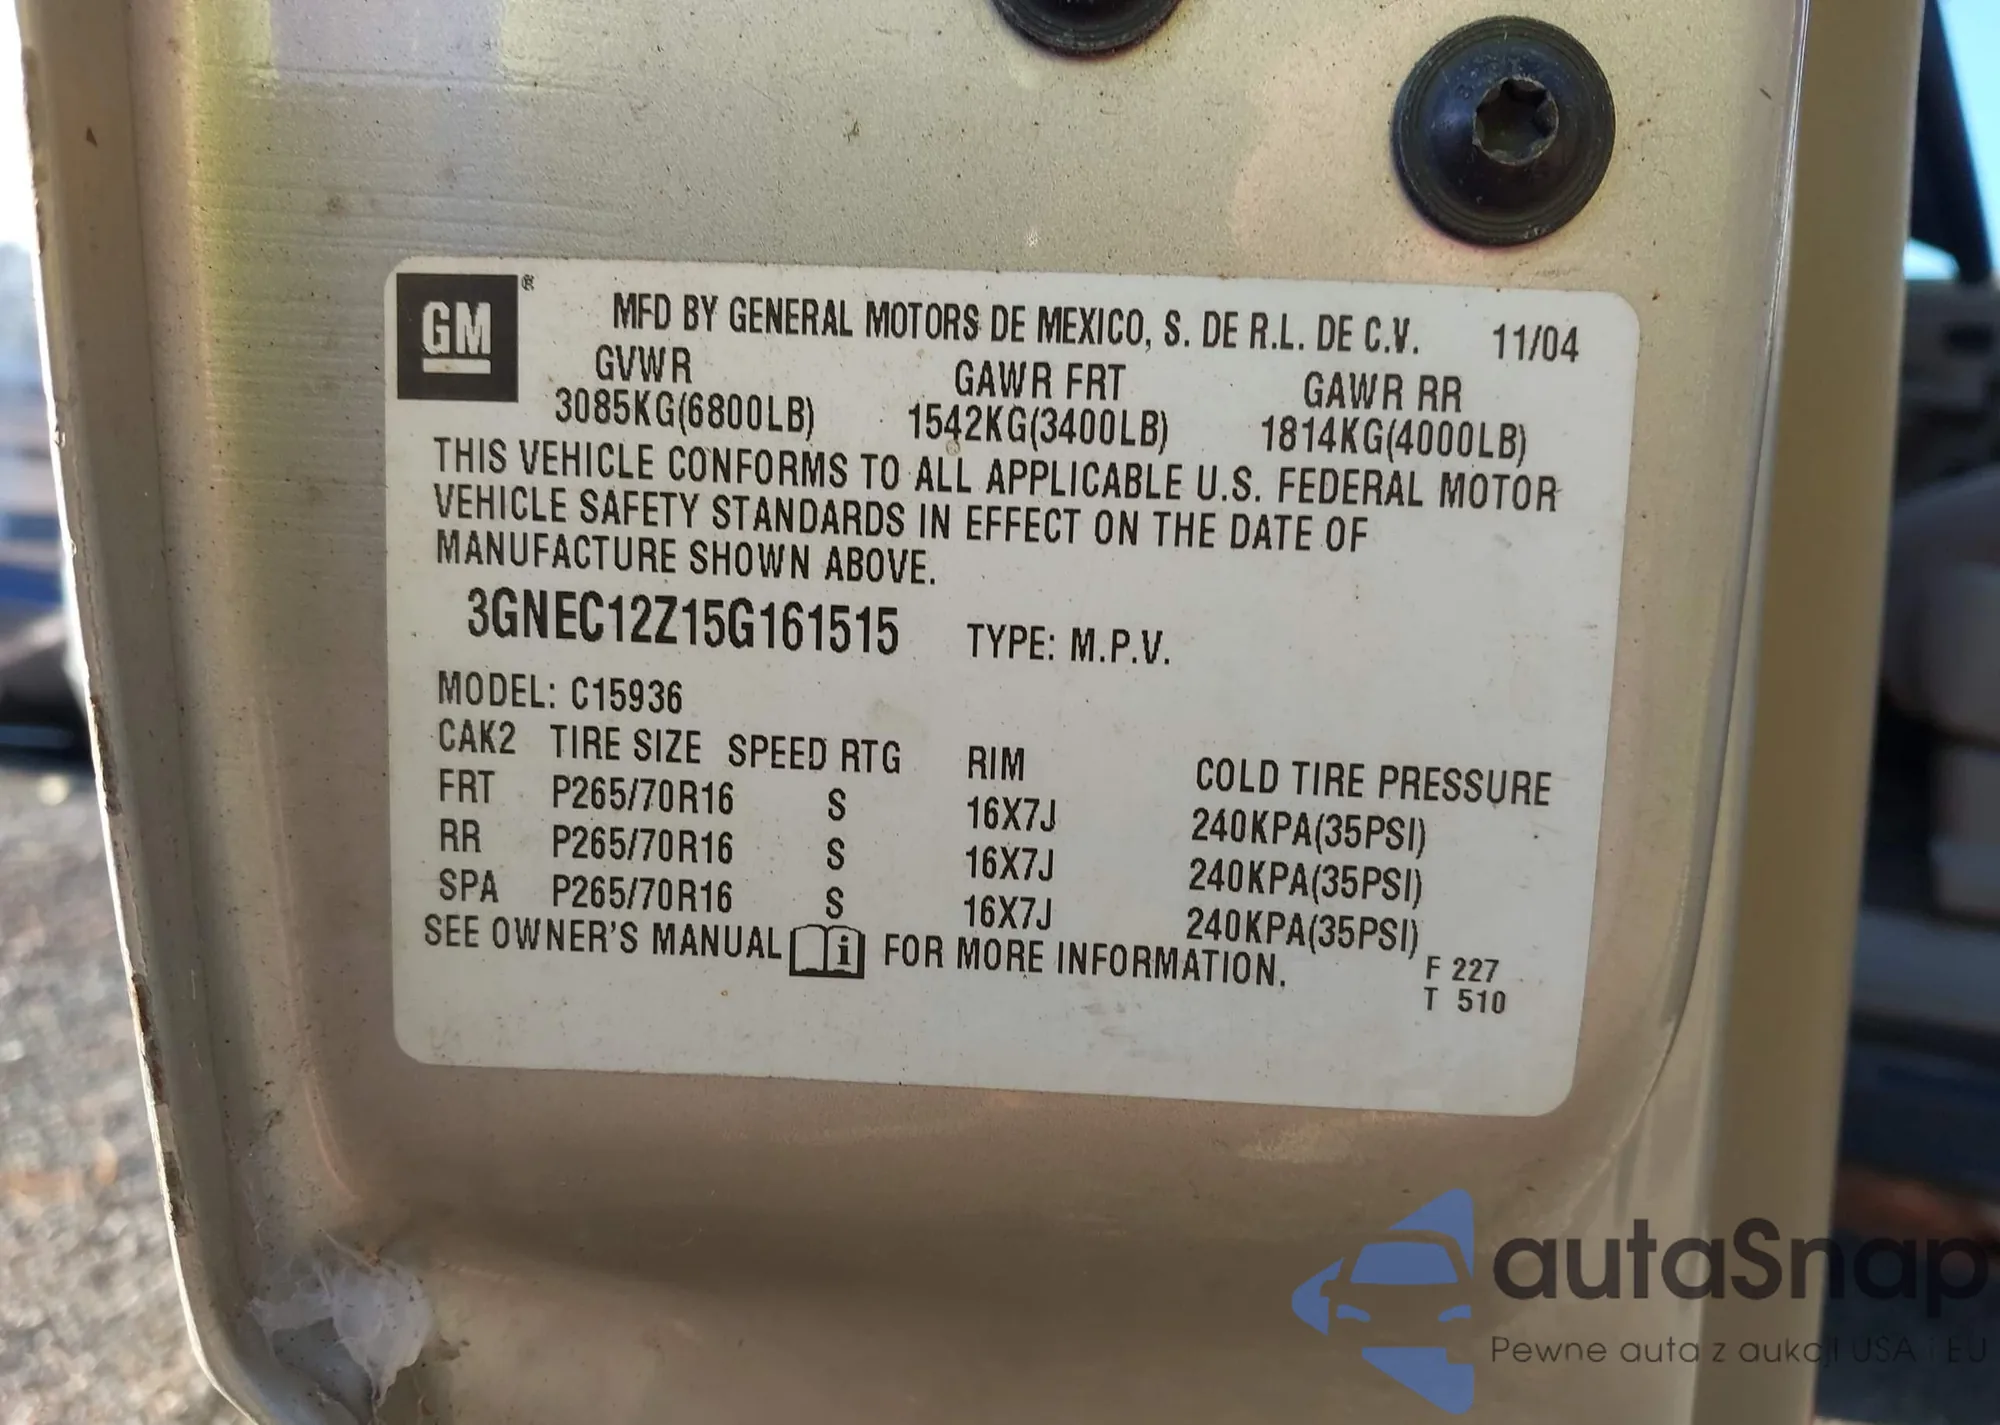 GM ® MFD BY GENERAL MOTORS DE MEXICO, S. DE R.L. DE C.V. 11/04
GVWR GAWR FRT GAWR RR
3085KG(6800LB) 1542KG(3400LB) 1814KG(4000LB)
THIS VEHICLE CONFORMS TO ALL APPLICABLE U.S. FEDERAL MOTOR
VEHICLE SAFETY STANDARDS IN EFFECT ON THE DATE OF
MANUFACTURE SHOWN ABOVE.
3GNEC12Z15G161515 TYPE: M.P.V.
MODEL: C15936
CAK2 TIRE SIZE SPEED RTG RIM COLD TIRE PRESSURE
FRT P265/70R16 S 16X7J 240KPA(35PSI)
RR P265/70R16 S 16X7J 240KPA(35PSI)
SPA P265/70R16 S 16X7J 240KPA(35PSI)
SEE OWNER'S MANUAL i FOR MORE INFORMATION.
F 227
T 510
autaSnap
Pewne auta z aukcji USA i EU